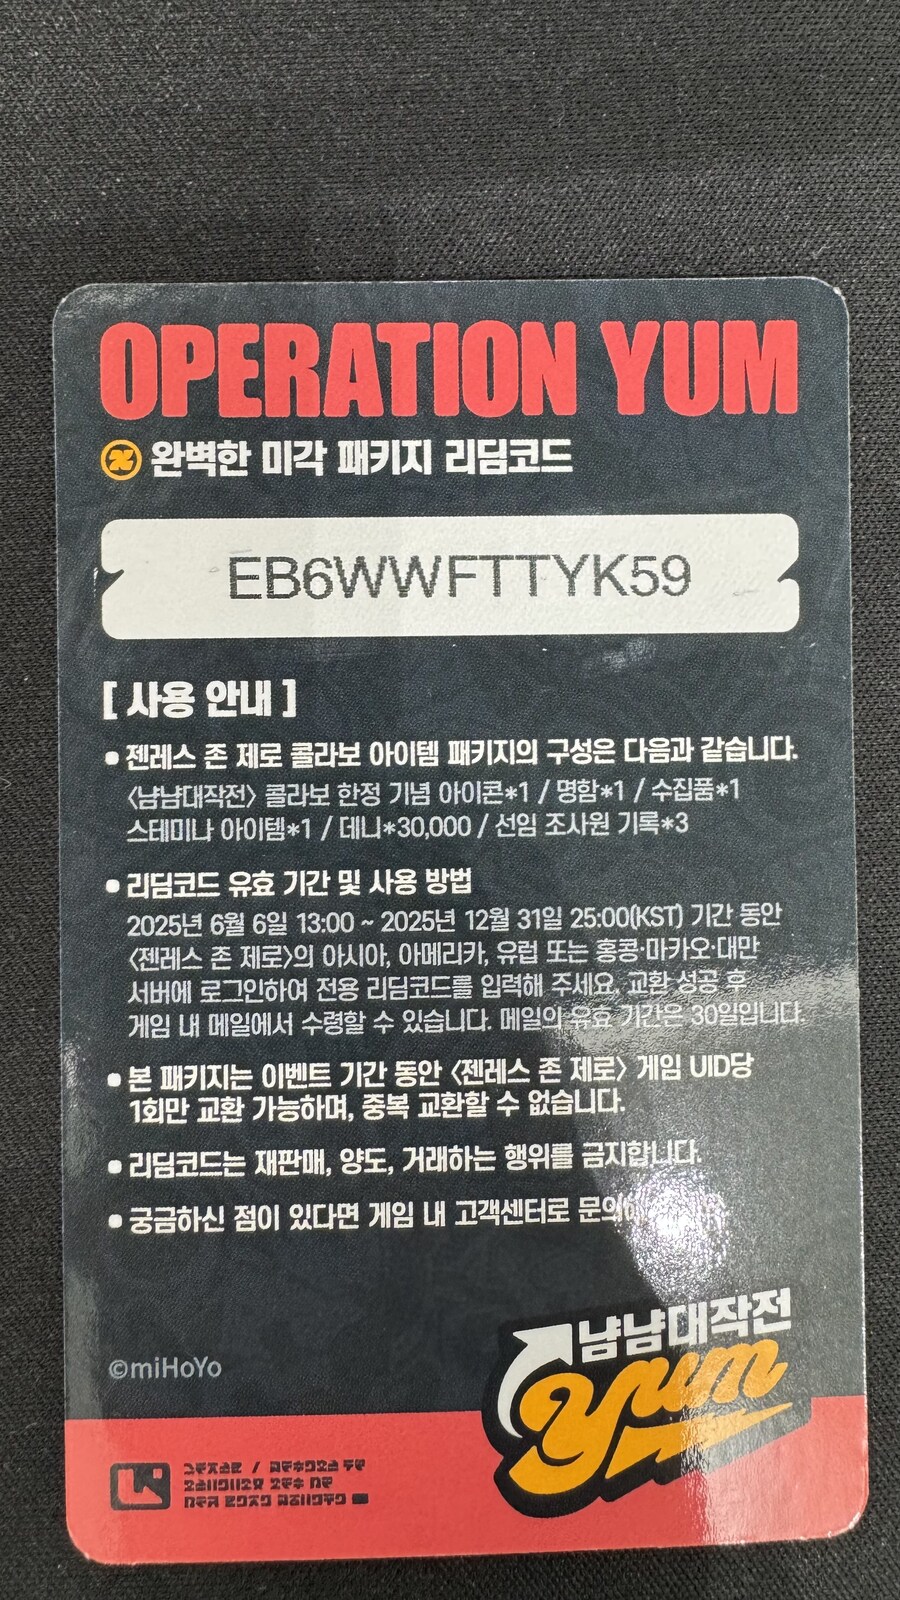 OPERATION YUM
완벽한 미각 패키지 리딤코드
EB6WWFTTYK59
[ 사용 안내 ]
• 젠레스 존 제로 콜라보 아이템 패키지의 구성은 다음과 같습니다.
〈냠냠대작전〉 콜라보 한정 기념 아이콘*1 / 명함*1 / 수집품*1
스테미나 아이템*1 / 데니*30,000 / 선임 조사원 기록*3
• 리딤코드 유효 기간 및 사용 방법
2025년 6월 6일 13:00 ~ 2025년 12월 31일 25:00(KST) 기간 동안
〈젠레스 존 제로〉의 아시아, 아메리카, 유럽 또는 홍콩·마카오·대만
서버에 로그인하여 전용 리딤코드를 입력해 주세요. 교환 성공 후
게임 내 메일에서 수령할 수 있습니다. 메일의 유효 기간은 30일입니다.
• 본 패키지는 이벤트 기간 동안 〈젠레스 존 제로〉 게임 UID당
1회만 교환 가능하며, 중복 교환할 수 없습니다.
• 리딤코드는 재판매, 양도, 거래하는 행위를 금지합니다.
• 궁금하신 점이 있다면 게임 내 고객센터로
냠냠대작전
Yum
©miHoYo